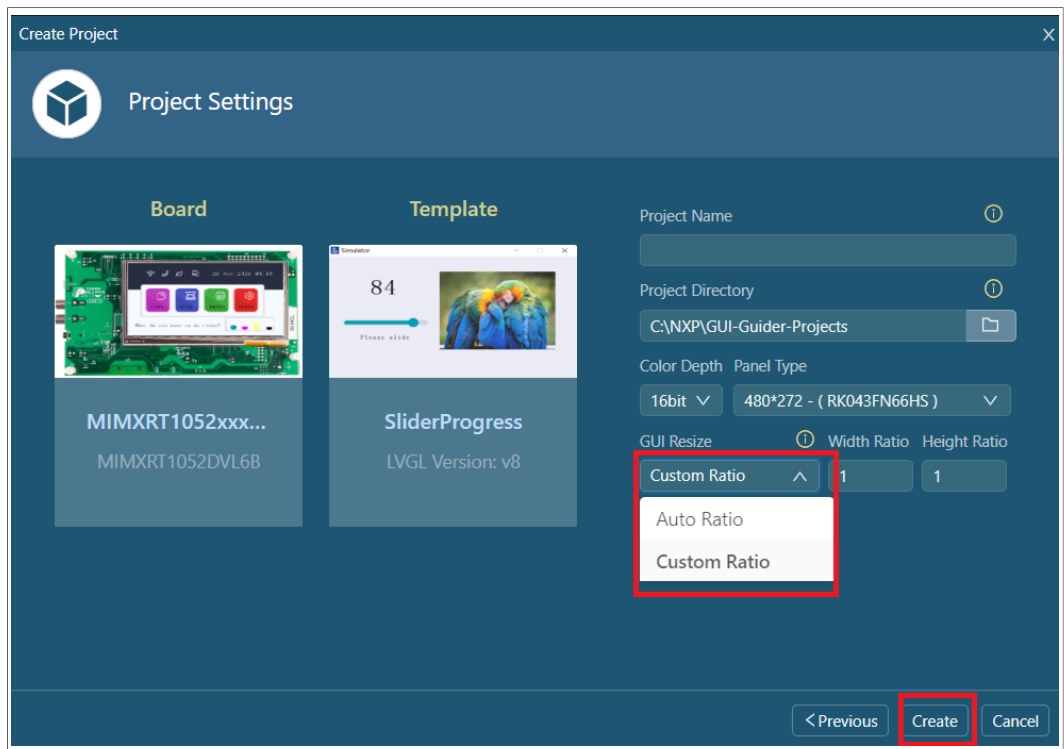 Create Project
X
Project Settings
Board
Template
Simulator
84
Please slide
MIMXRT1052xxx...
MIMXRT1052DVL6B
SliderProgress
LVGL Version: v8
Project Name
Project Directory
C:\NXP\GUI-Guider-Projects
Color Depth Panel Type
16bit 480*272 - ( RK043FN66HS )
GUI Resize Width Ratio Height Ratio
Custom Ratio 1 1
Auto Ratio
Custom Ratio
< Previous Create Cancel